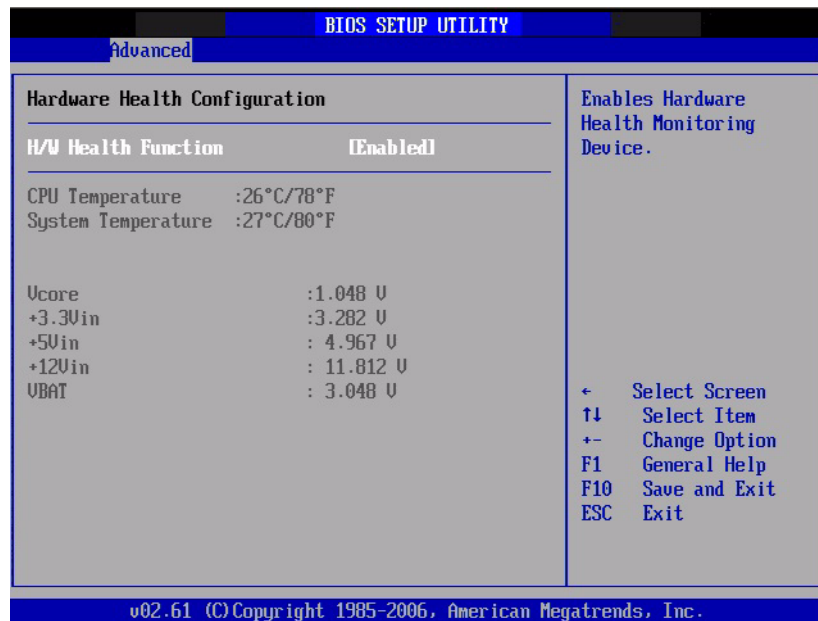 BIOS SETUP UTILITY
Advanced
Hardware Health Configuration
H/W Health Function [Enabled]
CPU Temperature :26°C/78°F
System Temperature :27°C/80°F
Vcore :1.048 V
+3.3Vin :3.282 V
+5Vin : 4.967 V
+12Vin : 11.812 V
VBAT : 3.048 V
Enables Hardware
Health Monitoring
Device.
← Select Screen
↑↓ Select Item
+- Change Option
F1 General Help
F10 Save and Exit
ESC Exit
v02.61 (C)Copyright 1985-2006, American Megatrends, Inc.